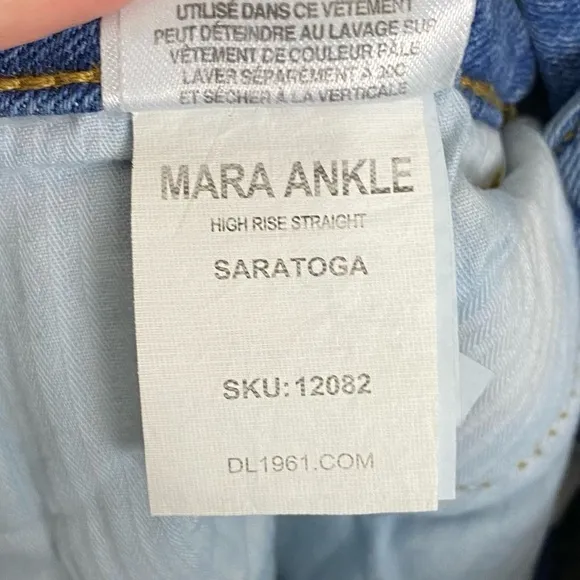 UTILISÉ DANS CE VÊTEMENT
PEUT DÉTEINDRE AU LAVAGE SUR
VÊTEMENT DE COULEUR PÂLE
LAVER SÉPARÉMENT À 30C
ET SÉCHER À LA VERTICALE
MARA ANKLE
HIGH RISE STRAIGHT
SARATOGA
SKU: 12082
DL1961.COM